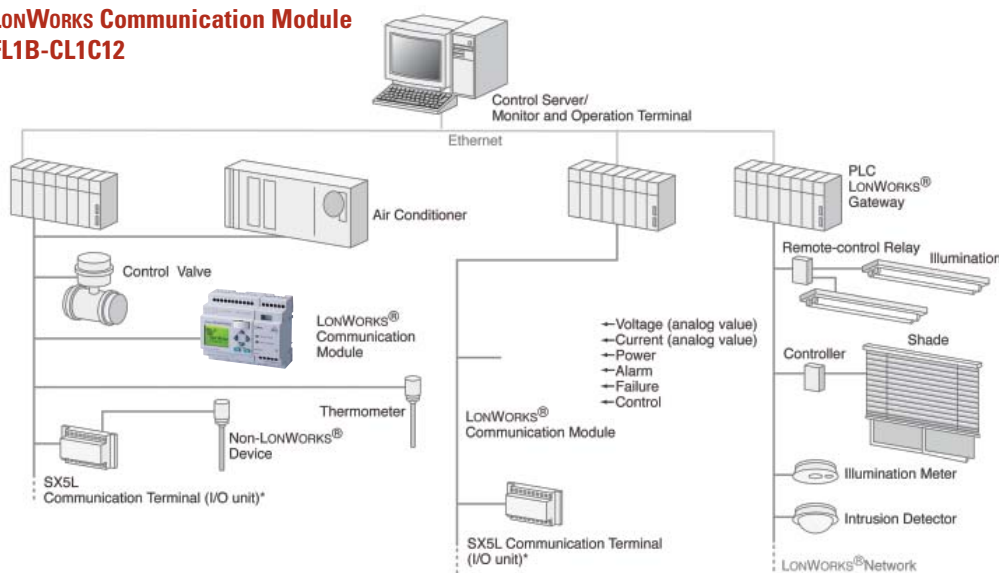 LONWORKS Communication Module
FL1B-CL1C12
Control Server/
Monitor and Operation Terminal
Ethernet
PLC
LONWORKS®
Gateway
Air Conditioner
Remote-control Relay
Illumination
Control Valve
LONWORKS®
Communication
Module
Voltage (analog value)
Current (analog value)
Power
Alarm
Failure
Control
Controller
Shade
Thermometer
Non-LONWORKS®
Device
LONWORKS®
Communication Module
SX5L
Communication Terminal (I/O unit)*
Illumination Meter
Intrusion Detector
SX5L Communication Terminal
(I/O unit)*
LONWORKS®Network